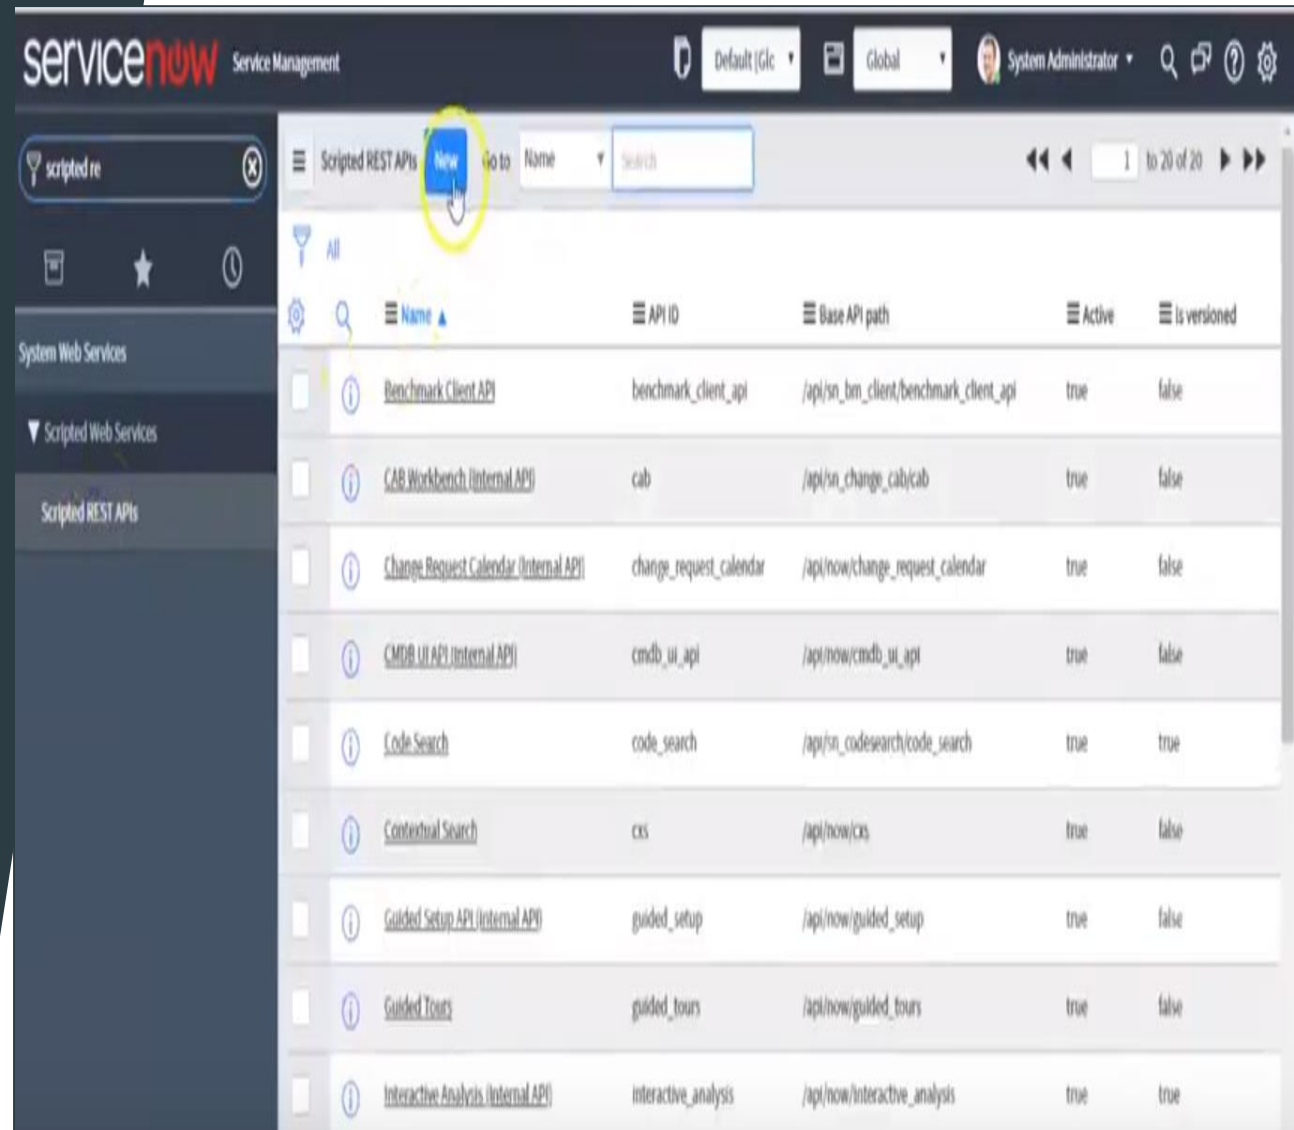 servicenow Service Management Default [Glc Global System Administrator
scripted re
Scripted REST APIs New Go to Name Search 1 to 20 of 20
All
Name API ID Base API path Active Is versioned
System Web Services
Scripted Web Services
Scripted REST APIs
Benchmark Client API benchmark_client_api /api/sn_bm_client/benchmark_client_api true false
CAB Workbench (Internal API) cab /api/sn_change_cab/cab true false
Change Request Calendar (Internal API) change_request_calendar /api/now/change_request_calendar true false
CMDB UI API (Internal API) cmdb_ui_api /api/now/cmdb_ui_api true false
Code Search code_search /api/sn_codesearch/code_search true true
Contextual Search cxs /api/now/cxs true false
Guided Setup API (Internal API) guided_setup /api/now/guided_setup true false
Guided Tours guided_tours /api/now/guided_tours true false
Interactive Analysis (Internal API) interactive_analysis /api/now/interactive_analysis true true